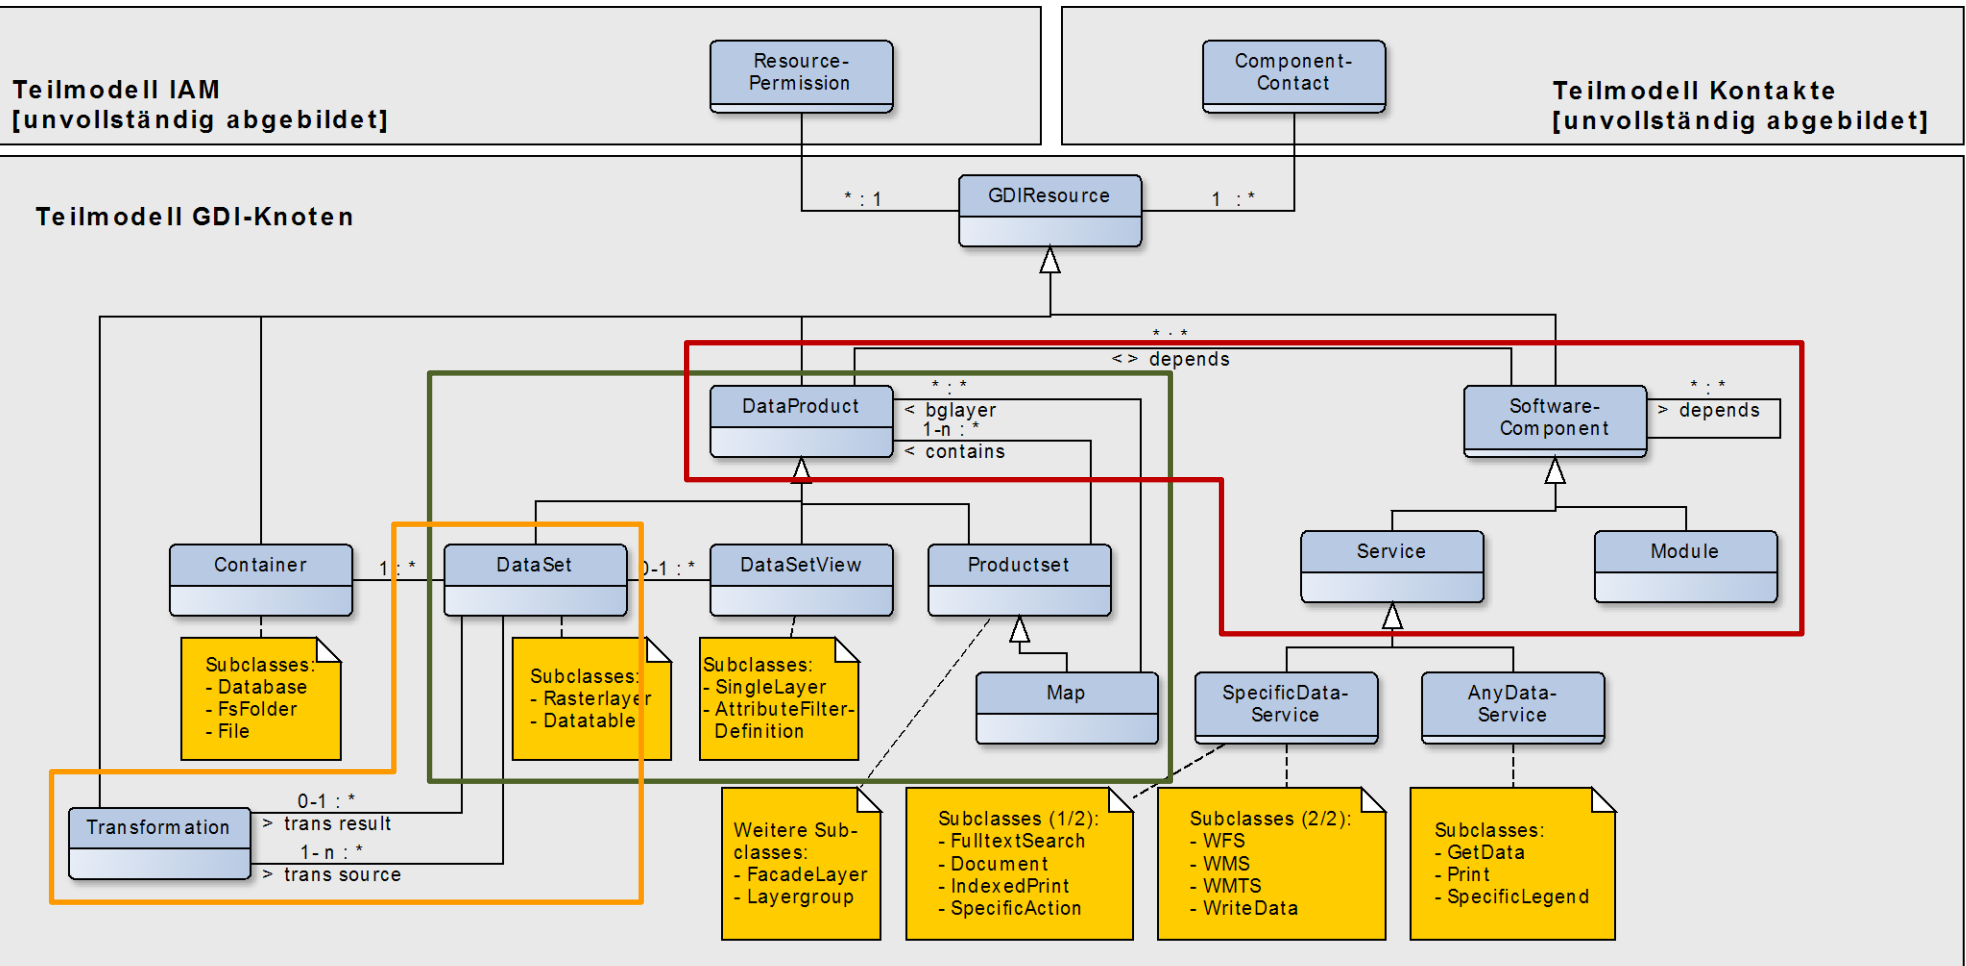 Teilmodell IAM
[unvollständig abgebildet]
Resource-
Permission
Component-
Contact
Teilmodell Kontakte
[unvollständig abgebildet]
Teilmodell GDI-Knoten
* : 1
GDIResource
1 : *
* : *
<> depends
DataProduct
* : *
< bglayer
1-n : *
< contains
Software-
Component
* : *
> depends
Container
1 : *
DataSet
0-1 : *
DataSetView
Productset
Service
Module
Subclasses:
- Database
- FsFolder
- File
Subclasses:
- Rasterlayer
- Datatable
Subclasses:
- SingleLayer
- AttributeFilter-
Definition
Map
SpecificData-
Service
AnyData-
Service
Transformation
0-1 : *
> trans result
1-n : *
> trans source
Weitere Sub-
classes:
- FacadeLayer
- Layergroup
Subclasses (1/2):
- FulltextSearch
- Document
- IndexedPrint
- SpecificAction
Subclasses (2/2):
- WFS
- WMS
- WMTS
- WriteData
Subclasses:
- GetData
- Print
- SpecificLegend